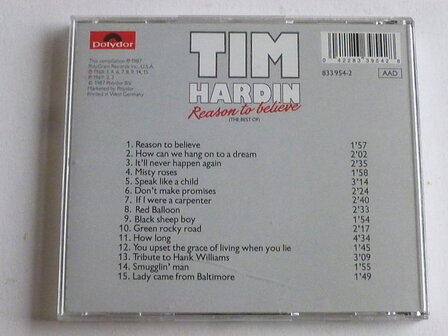 polydor
TIM
HARDIN
Reason to believe
(THE BEST OF)
This compilation ℗ 1987
PolyGram Records Inc., U.S.A.
℗ 1987 Polydor BV
Marketed by Polydor
Printed in West Germany
833 954-2
AAD
1. Reason to believe 1'57
2. How can we hang on to a dream 2'02
3. It'll never happen again 2'35
4. Misty roses 1'58
5. Speak like a child 3'14
6. Don't make promises 2'24
7. If I were a carpenter 2'40
8. Red Balloon 2'33
9. Black sheep boy 1'54
10. Green rocky road 2'17
11. How long 4'34
12. You upset the grace of living when you lie 1'45
13. Tribute to Hank Williams 3'09
14. Smugglin' man 1'55
15. Lady came from Baltimore 1'49